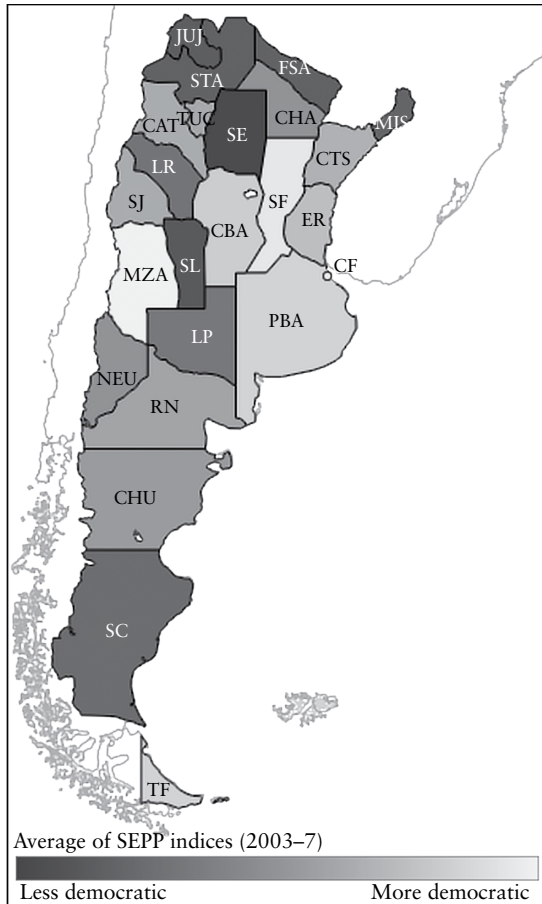 JUJ
FSA
STA
MIS
CHA
TUC
CAT
SE
CTS
LR
SJ
SF
ER
CBA
CF
SL
MZA
PBA
LP
NEU
RN
CHU
SC
TF
Average of SEPP indices (2003–7)
Less democratic More democratic